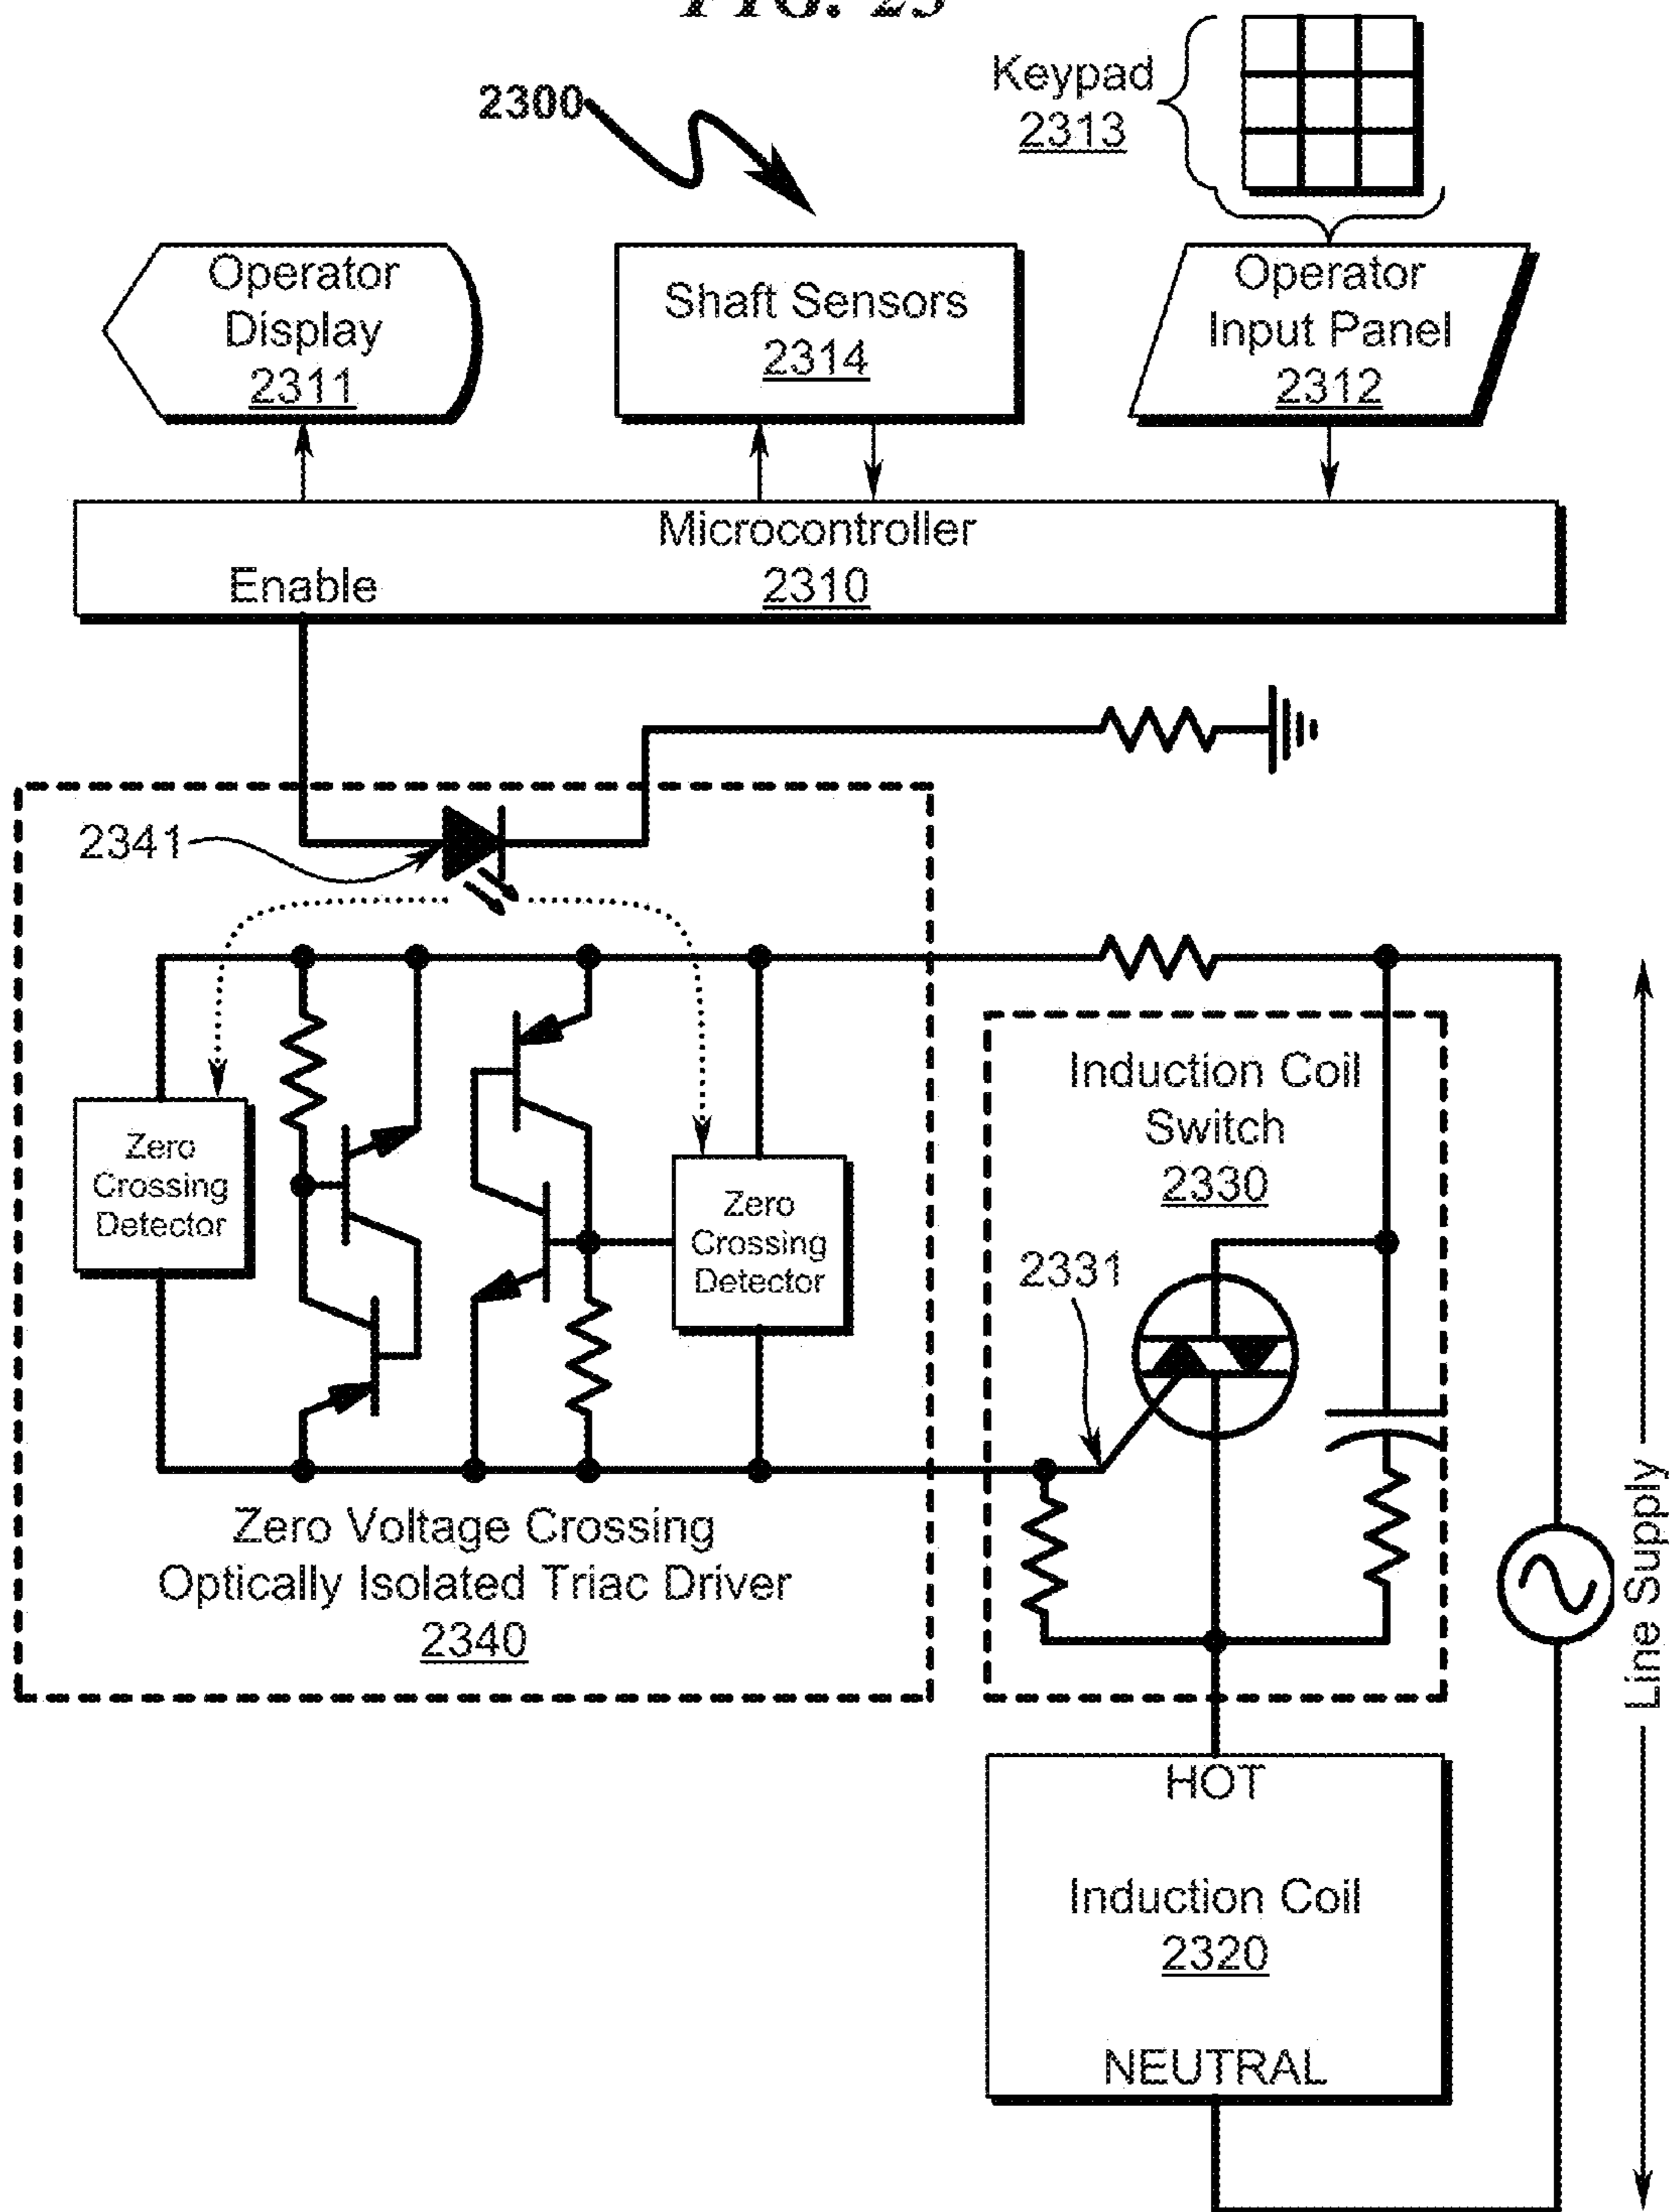 FIG. 23
2300
Keypad
2313
Operator
Display
2311
Shaft Sensors
2314
Operator
Input Panel
2312
Microcontroller
2310
Enable
2341
Zero
Crossing
Detector
Zero
Crossing
Detector
Induction Coil
Switch
2330
2331
Zero Voltage Crossing
Optically Isolated Triac Driver
2340
Line Supply
HOT
Induction Coil
2320
NEUTRAL